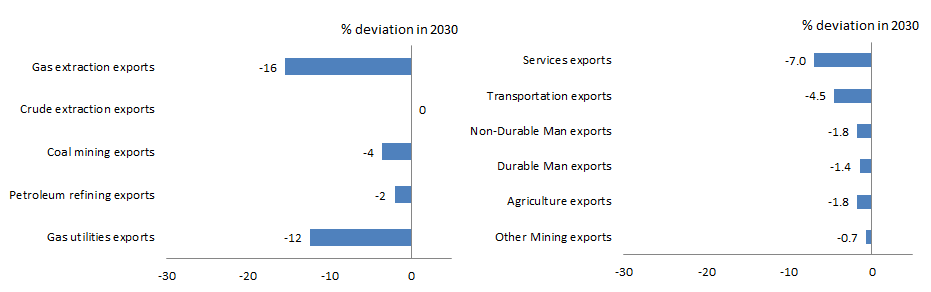 % deviation in 2030
Gas extraction exports -16
Crude extraction exports 0
Coal mining exports -4
Petroleum refining exports -2
Gas utilities exports -12
-30 -20 -10 0
% deviation in 2030
Services exports -7.0
Transportation exports -4.5
Non-Durable Man exports -1.8
Durable Man exports -1.4
Agriculture exports -1.8
Other Mining exports -0.7
-30 -20 -10 0